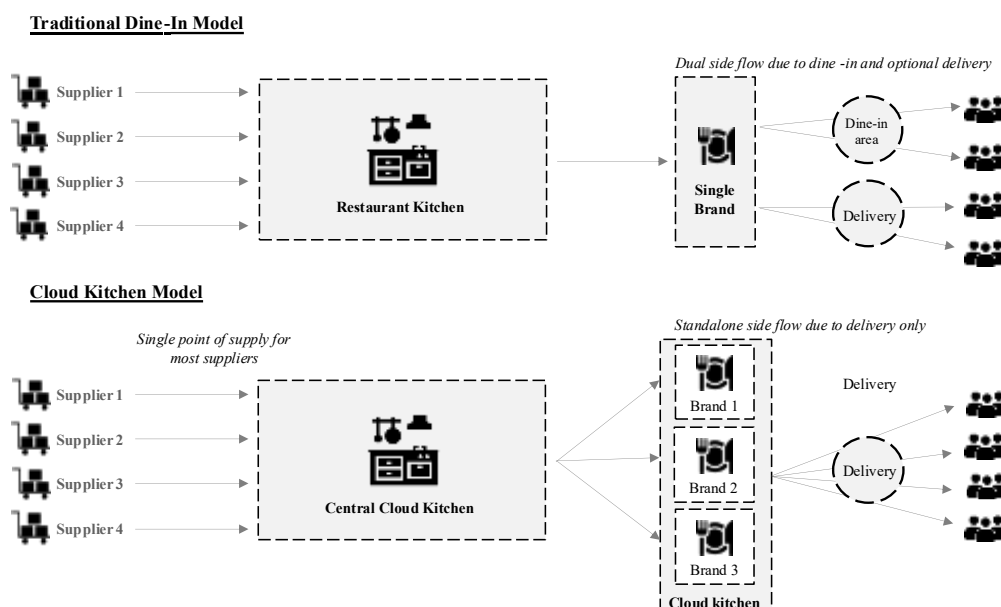 Traditional Dine-In Model
Dual side flow due to dine -in and optional delivery
Supplier 1
Supplier 2
Supplier 3
Supplier 4
Restaurant Kitchen
Single
Brand
Dine-in
area
Delivery
Cloud Kitchen Model
Single point of supply for
most suppliers
Standalone side flow due to delivery only
Supplier 1
Supplier 2
Supplier 3
Supplier 4
Central Cloud Kitchen
Brand 1
Brand 2
Brand 3
Cloud kitchen
Delivery
Delivery